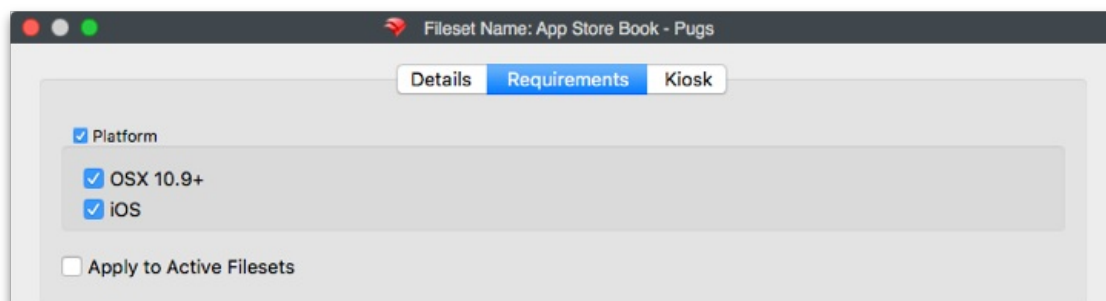 Fileset Name: App Store Book - Pugs
Details Requirements Kiosk
Platform
OSX 10.9+
iOS
Apply to Active Filesets